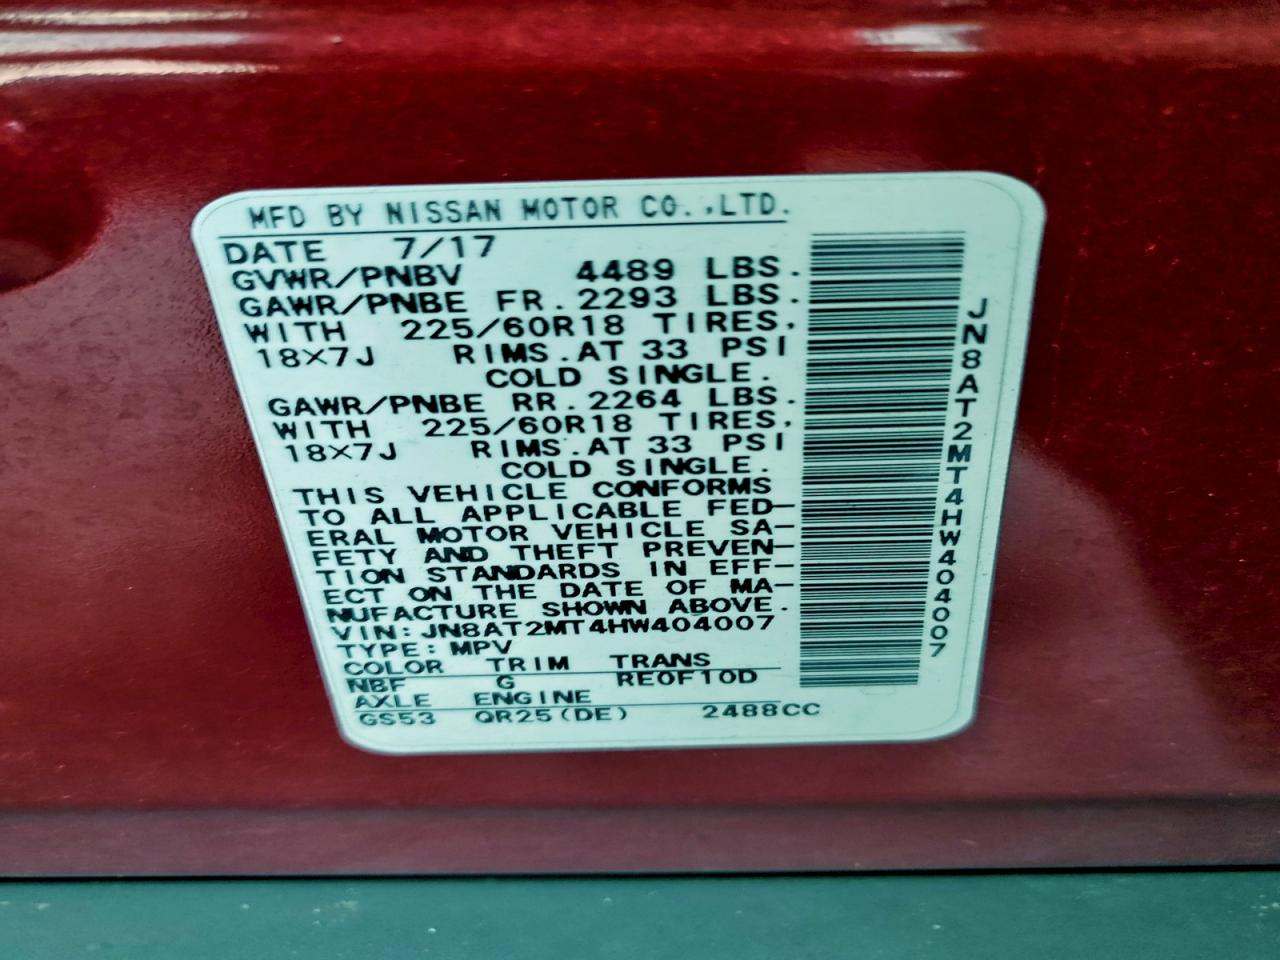 MFD BY NISSAN MOTOR CO.,LTD.
DATE 7/17
GVWR/PNBV 4489 LBS.
GAWR/PNBE FR. 2293 LBS.
WITH 225/60R18 TIRES,
18×7J RIMS.AT 33 PSI
COLD SINGLE.
GAWR/PNBE RR. 2264 LBS.
WITH 225/60R18 TIRES,
18×7J RIMS.AT 33 PSI
COLD SINGLE.
THIS VEHICLE CONFORMS
TO ALL APPLICABLE FED-
ERAL MOTOR VEHICLE SA-
FETY AND THEFT PREVEN-
TION STANDARDS IN EFF-
ECT ON THE DATE OF MA-
NUFACTURE SHOWN ABOVE.
VIN:JN8AT2MT4HW404007
TYPE:MPV
COLOR TRIM TRANS
NBF G RE0F10D
AXLE ENGINE
GS53 QR25(DE) 2488CC
JN8AT2MT4HW404007